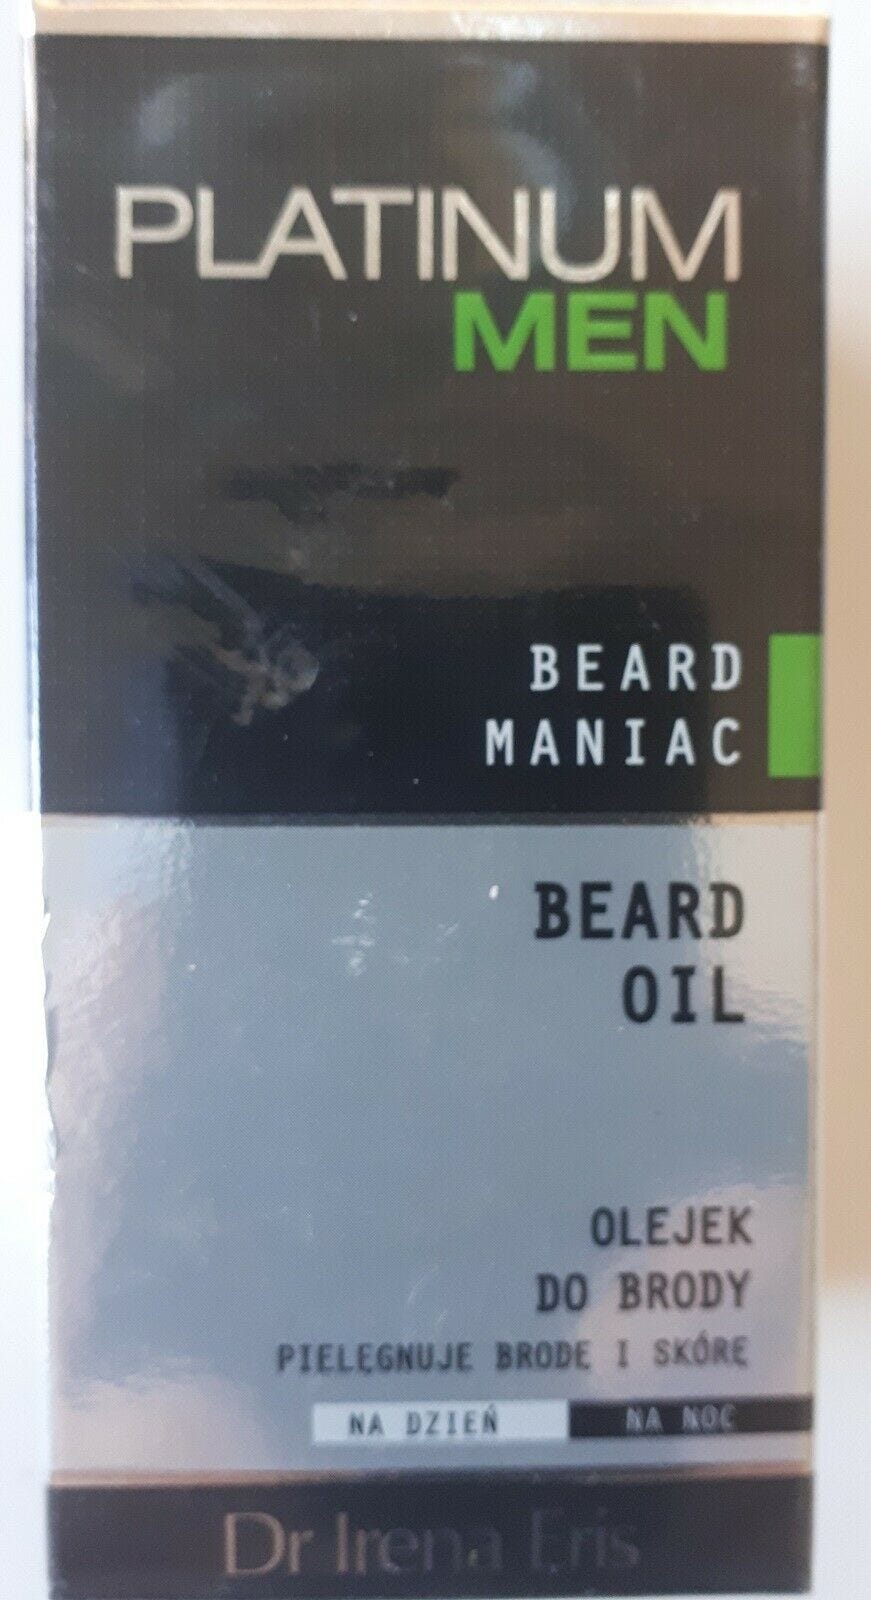 PLATINUM
MEN
BEARD
MANIAC
BEARD
OIL
OLEJEK
DO BRODY
PIELĘGNUJE BRODĘ I SKÓRĘ
NA DZIEŃ NA NOC
Dr Irena Eris